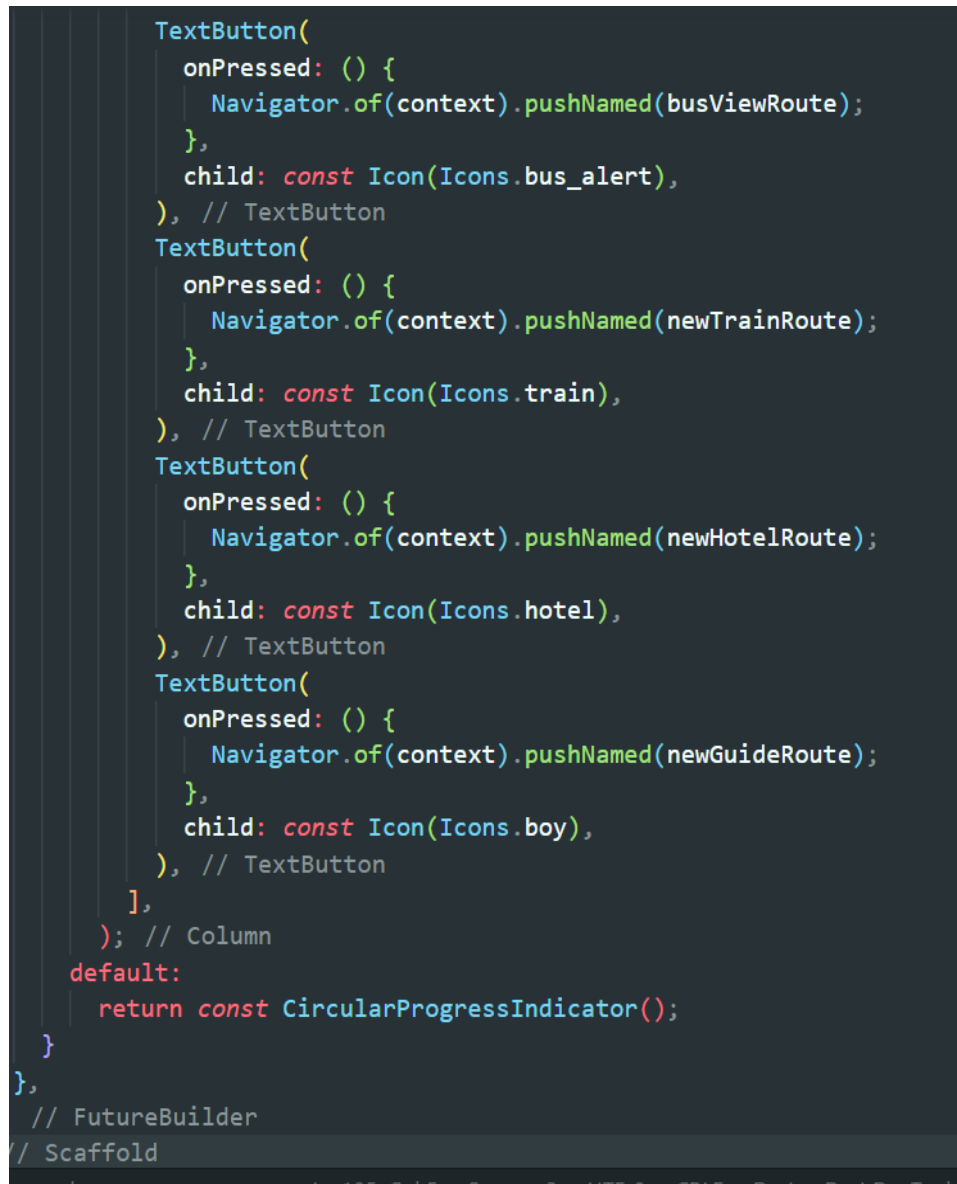 TextButton(
onPressed: () {
Navigator.of(context).pushNamed(busViewRoute);
},
child: const Icon(Icons.bus_alert),
), // TextButton
TextButton(
onPressed: () {
Navigator.of(context).pushNamed(newTrainRoute);
},
child: const Icon(Icons.train),
), // TextButton
TextButton(
onPressed: () {
Navigator.of(context).pushNamed(newHotelRoute);
},
child: const Icon(Icons.hotel),
), // TextButton
TextButton(
onPressed: () {
Navigator.of(context).pushNamed(newGuideRoute);
},
child: const Icon(Icons.boy),
), // TextButton
],
); // Column
default:
return const CircularProgressIndicator();
}
},
// FutureBuilder
// Scaffold